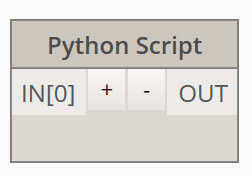 Python Script
IN[0] + - OUT